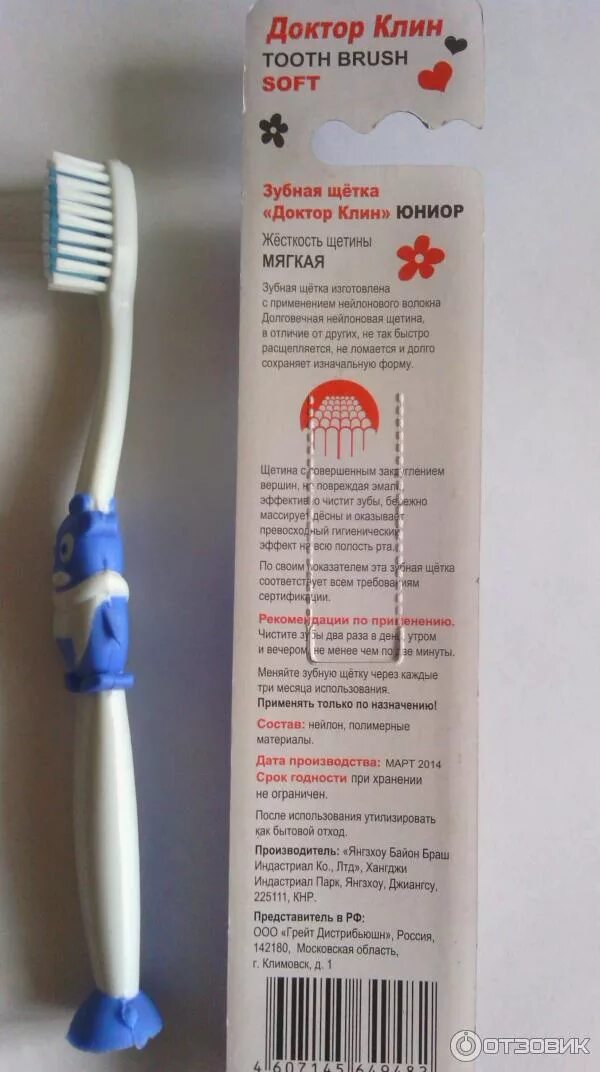 Доктор Клин
TOOTH BRUSH
SOFT
Зубная щётка
«Доктор Клин» ЮНИОР
Жёсткость щетины
МЯГКАЯ
Зубная щётка изготовлена
с применением нейлонового волокна
Долговечная нейлоновая щетина,
в отличие от других, не так быстро
расщепляется, не ломается и долго
сохраняет изначальную форму.
Щетина с совершенным закруглением
вершин, не повреждая эмаль,
эффективно чистит зубы, бережно
массирует дёсны и оказывает
превосходный гигиенический
эффект на всю полость рта.
По своим показателем эта зубная щётка
соответствует всем требованиям
сертификации.
Рекомендации по применению.
Чистите зубы два раза в день, утром
и вечером, не менее чем по две минуты.
Меняйте зубную щётку через каждые
три месяца использования.
Применять только по назначению!
Состав: нейлон, полимерные
материалы.
Дата производства: МАРТ 2014
Срок годности при хранении
не ограничен.
После использования утилизировать
как бытовой отход.
Производитель: «Янгзхоу Байон Браш
Индастриал Ко., Лтд», Хангджи
Индастриал Парк, Янгзхоу, Джиангсу,
225111, КНР.
Представитель в РФ:
ООО «Грейт Дистрибьюшн», Россия,
142180, Московская область,
г. Климовск, д. 1
4 607145 649483
ОТЗОВИК